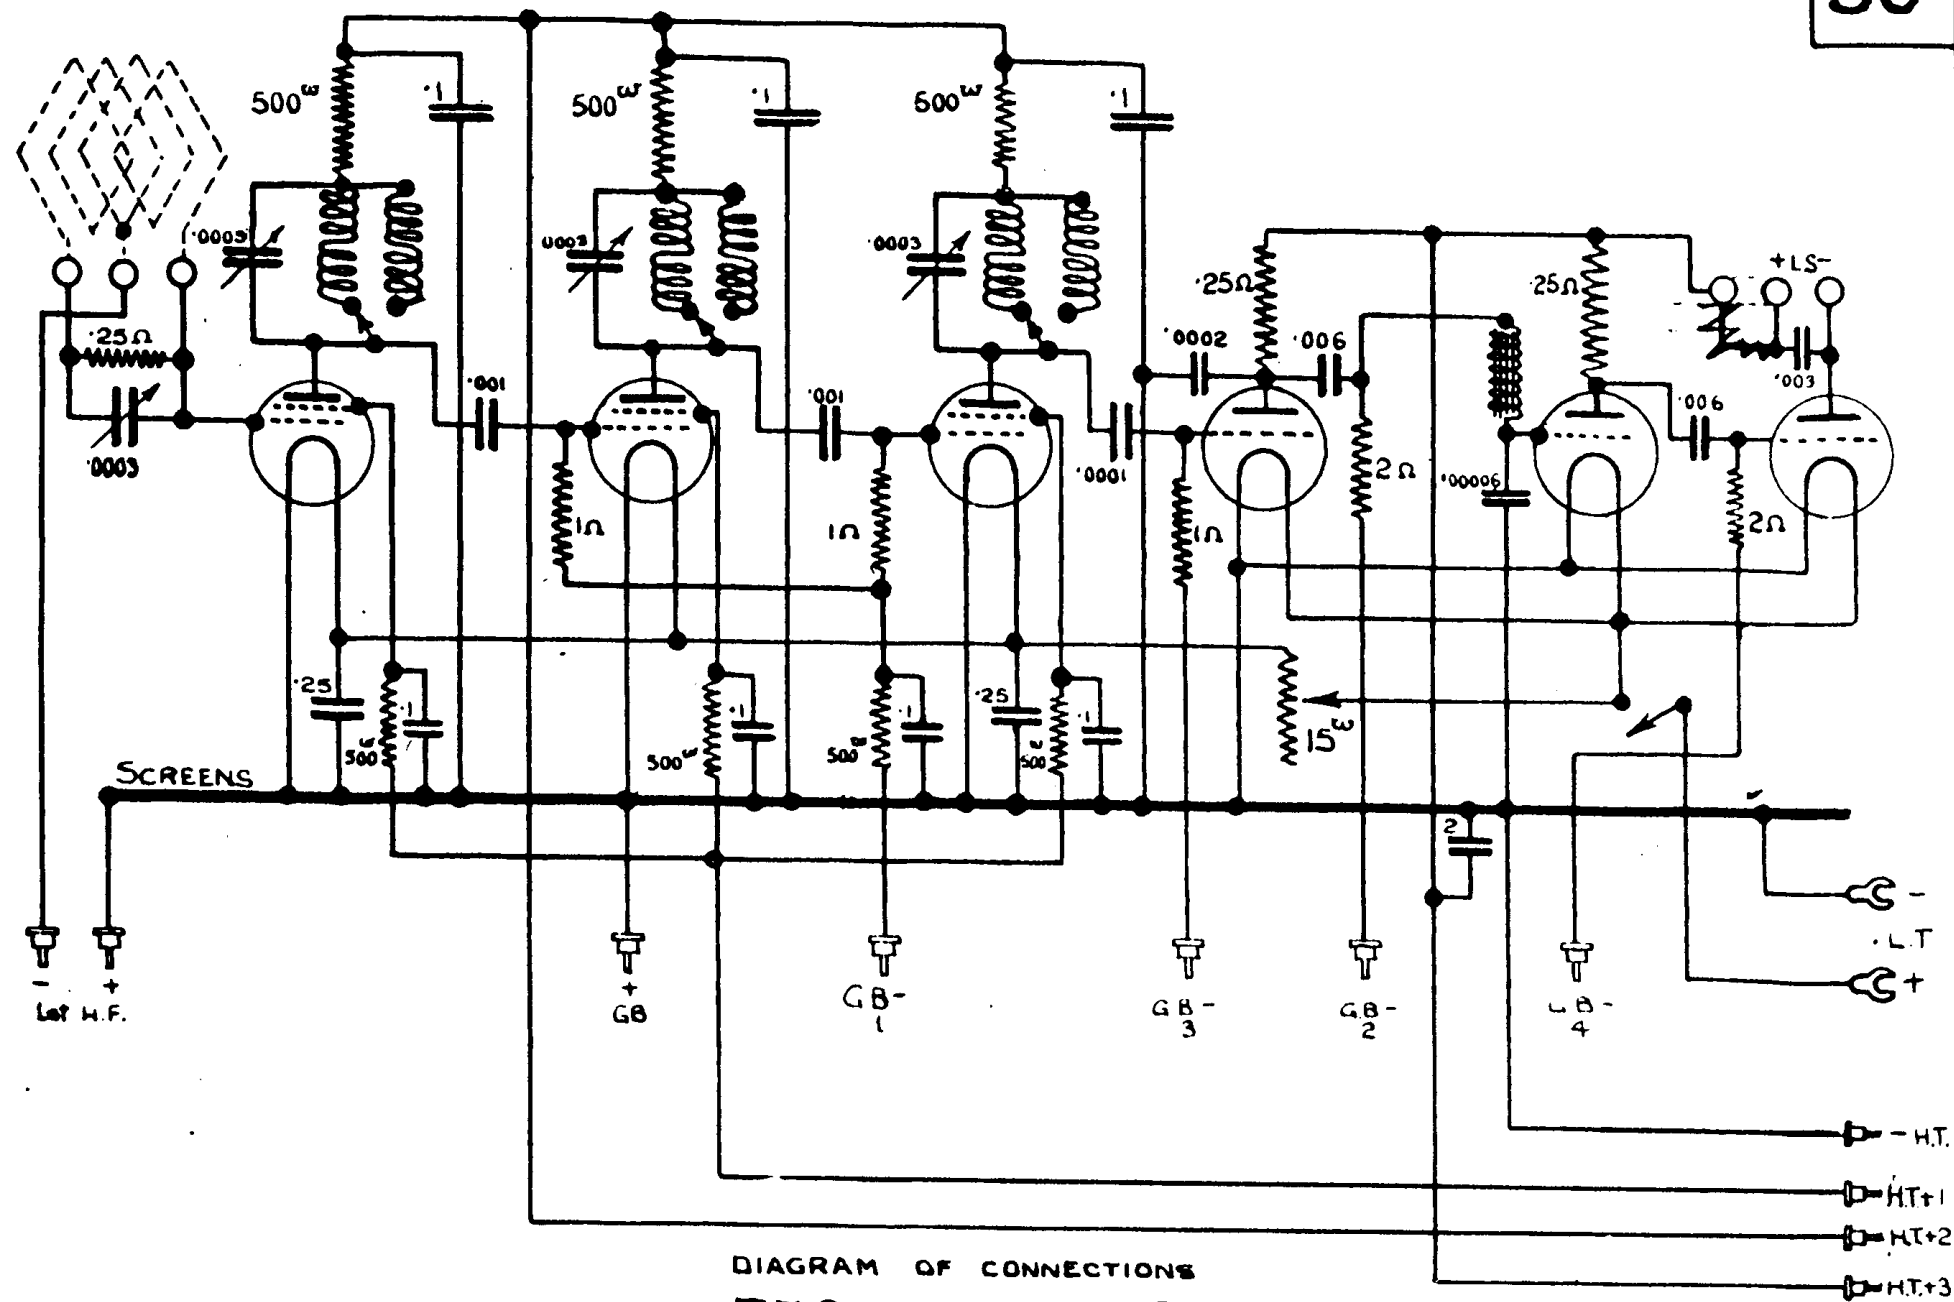 500ω
·1
500ω
·1
500ω
·1
·0003
·0003
·0003
+LS-
·25Ω
·25Ω
·25Ω
·0002
·006
·003
·001
·001
·0001
·006
·0003
1Ω
1Ω
1Ω
2Ω
·00006
2Ω
·25
·1
500ω
·1
500ω
·1
500ω
·25
·1
500ω
15ω
SCREENS
2
-
L.T
+
-
+
1st H.F.
+
GB
GB-
1
GB-
3
GB-
2
GB-
4
- H.T.
H.T+1
H.T+2
H.T.+3
DIAGRAM OF CONNECTIONS